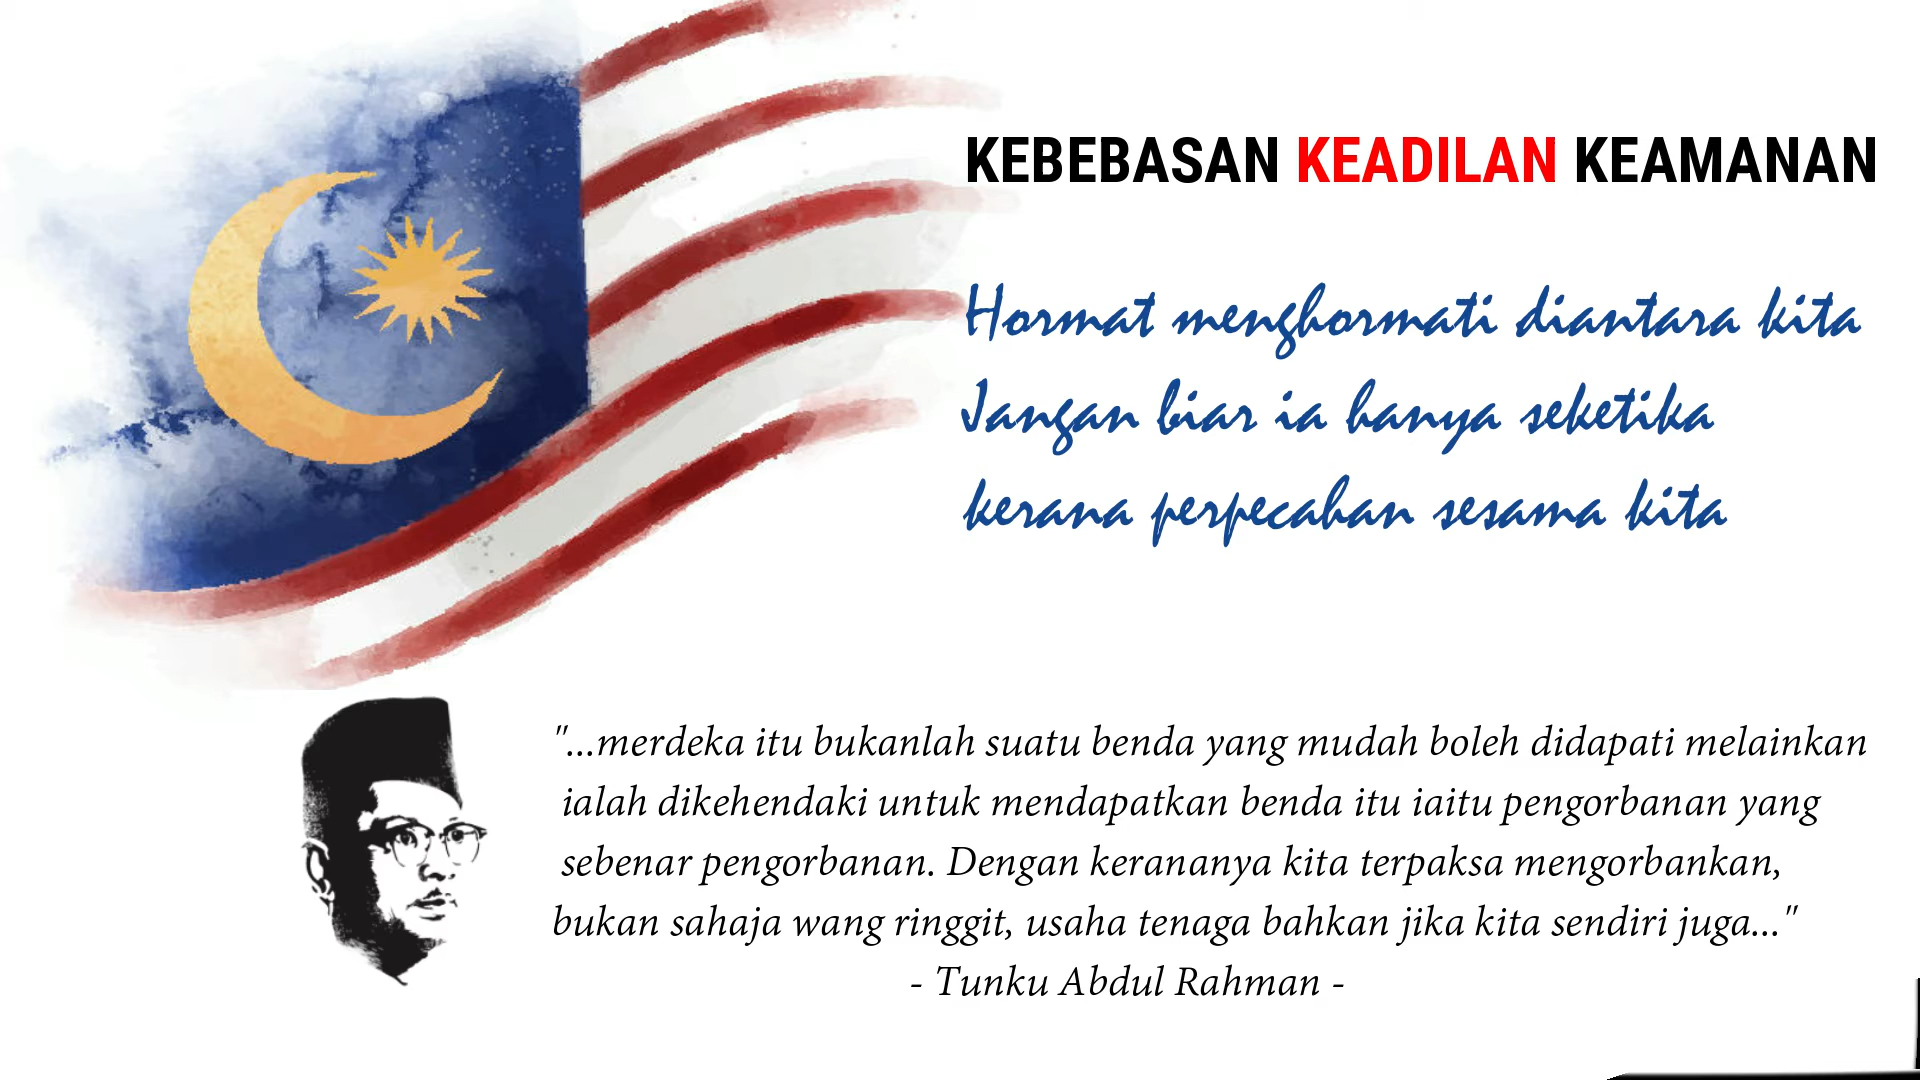 KEBEBASAN KEADILAN KEAMANAN
Hormat menghormati diantara kita
Jangan biar ia hanya seketika
kerana perpecahan sesama kita
"...merdeka itu bukanlah suatu benda yang mudah boleh didapati melainkan
ialah dikehendaki untuk mendapatkan benda itu iaitu pengorbanan yang
sebenar pengorbanan. Dengan kerananya kita terpaksa mengorbankan,
bukan sahaja wang ringgit, usaha tenaga bahkan jika kita sendiri juga..."
- Tunku Abdul Rahman -